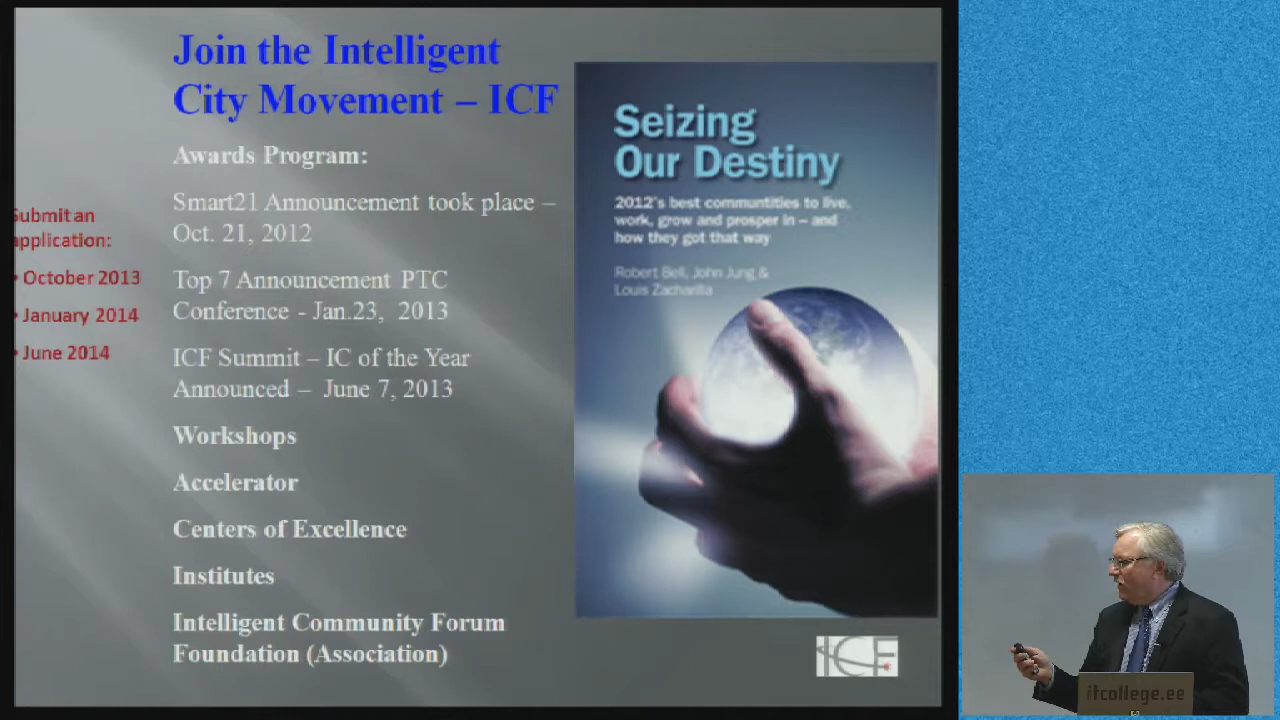 Join the Intelligent
City Movement – ICF
Awards Program:
Smart21 Announcement took place –
Oct. 21, 2012
Top 7 Announcement PTC
Conference - Jan.23, 2013
ICF Summit – IC of the Year
Announced – June 7, 2013
Workshops
Accelerator
Centers of Excellence
Institutes
Intelligent Community Forum
Foundation (Association)
Submit an
application:
• October 2013
• January 2014
• June 2014
Seizing
Our Destiny
2012's best communtities to live,
work, grow and prosper in – and
how they got that way
Robert Bell, John Jung &
Louis Zacharilla
ICF
itcollege.ee